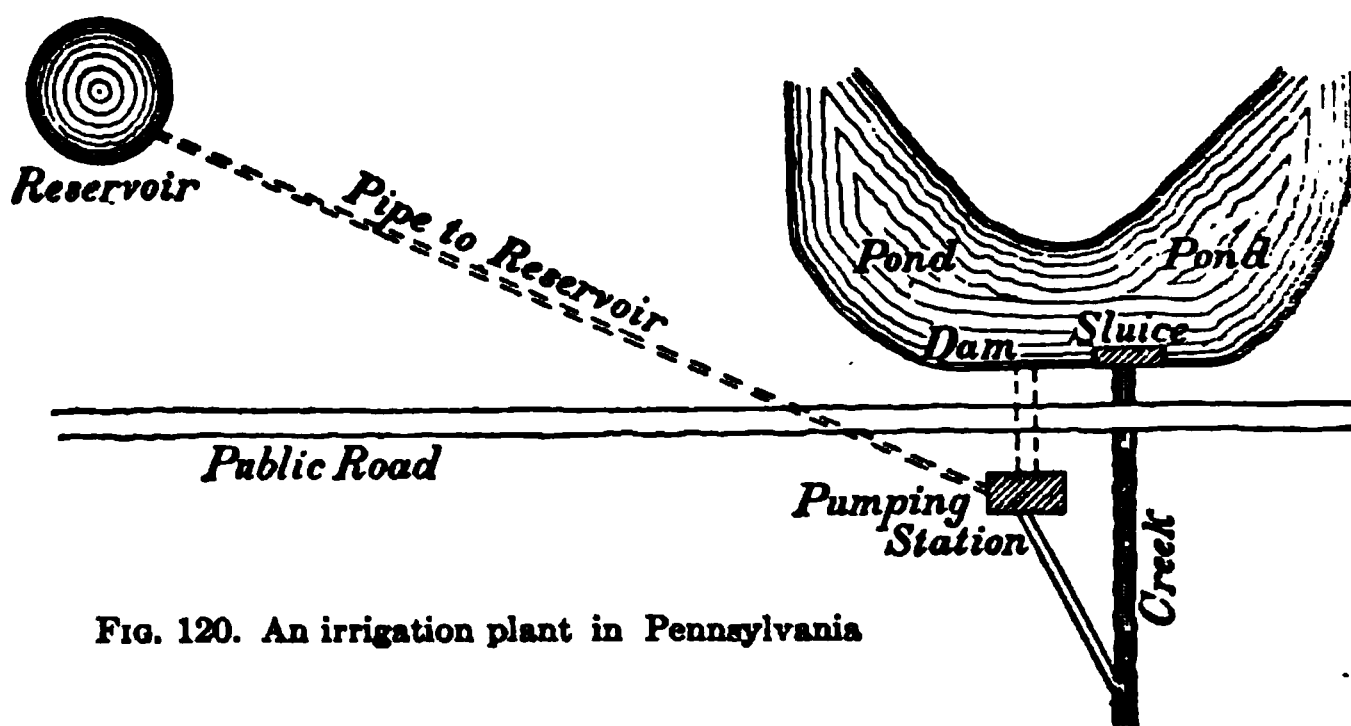 Reservoir
Pipe to Reservoir
Pond
Pond
Dam
Sluice
Public Road
Pumping
Station
Creek
FIG. 120. An irrigation plant in Pennsylvania